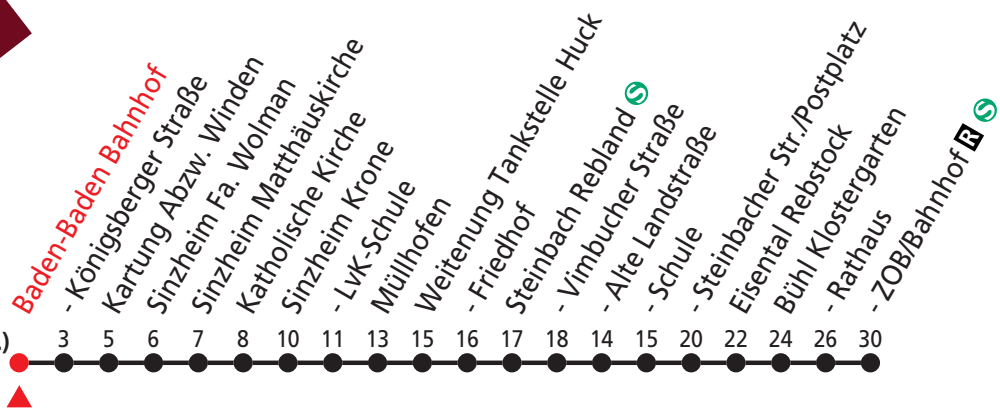 Baden-Baden Bahnhof
- Königsberger Straße
Kartung Abzw. Winden
Sinzheim Fa. Wolman
Sinzheim Matthäuskirche
Katholische Kirche
Sinzheim Krone
- LvK-Schule
Müllhofen
Weitenung Tankstelle Huck
- Friedhof
Steinbach Rebland S
- Vimbucher Straße
- Alte Landstraße
- Schule
- Steinbacher Str./Postplatz
Eisental Rebstock
Bühl Klostergarten
- Rathaus
- ZOB/Bahnhof R S
.) 3 5 6 7 8 10 11 13 15 16 17 18 14 15 20 22 24 26 30